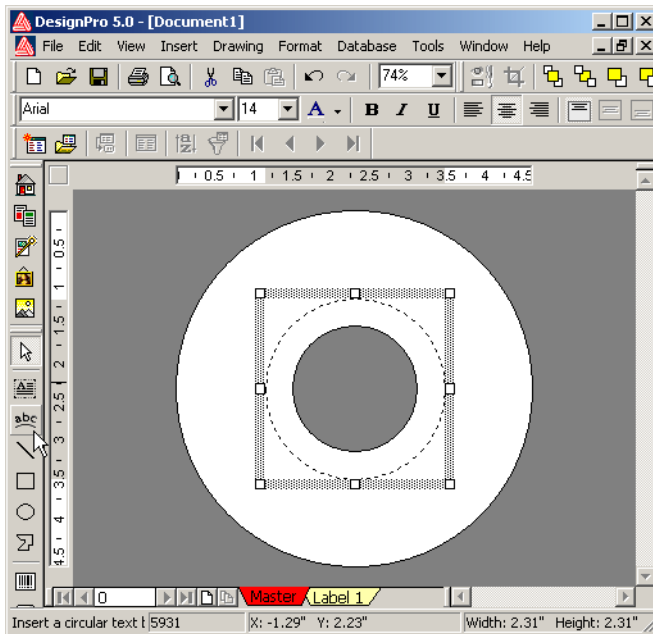 DesignPro 5.0 - [Document1]
File Edit View Insert Drawing Format Database Tools Window Help
74%
Arial 14 A B I U
0.5 1 1.5 2 2.5 3 3.5 4 4.5
0.5
1
1.5
2
2.5
3
3.5
4
4.5
A
abc
0 Master Label 1
Insert a circular text b 5931 X: -1.29" Y: 2.23" Width: 2.31" Height: 2.31"